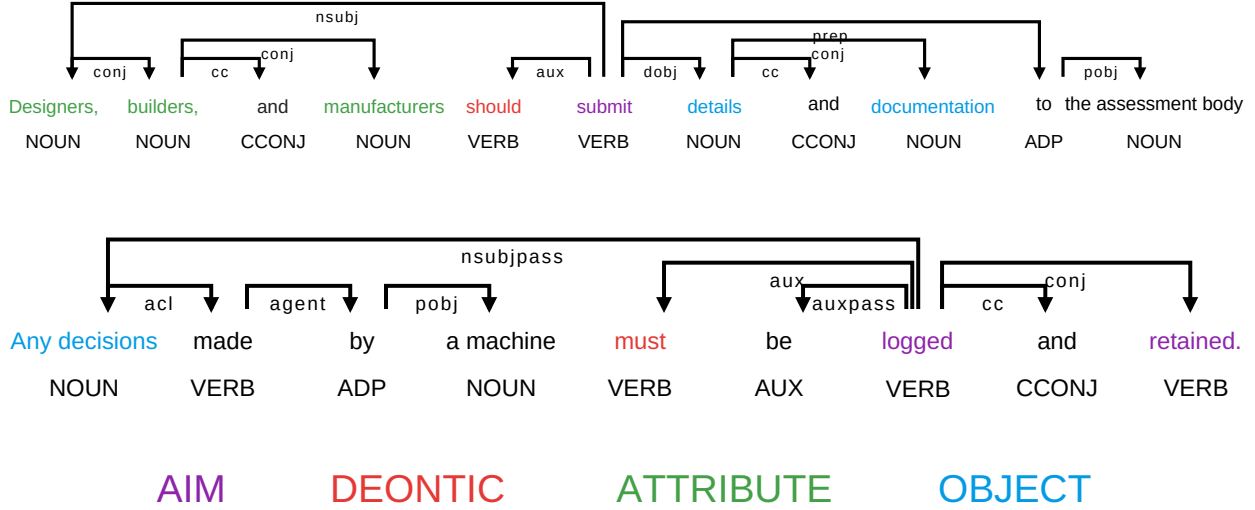 nsubj
prep
conj conj
conj cc aux dobj cc pobj
Designers, builders, and manufacturers should submit details and documentation to the assessment body
NOUN NOUN CCONJ NOUN VERB VERB NOUN CCONJ NOUN ADP NOUN
nsubjpass
aux conj
acl agent pobj auxpass cc
Any decisions made by a machine must be logged and retained.
NOUN VERB ADP NOUN VERB AUX VERB CCONJ VERB
AIM DEONTIC ATTRIBUTE OBJECT